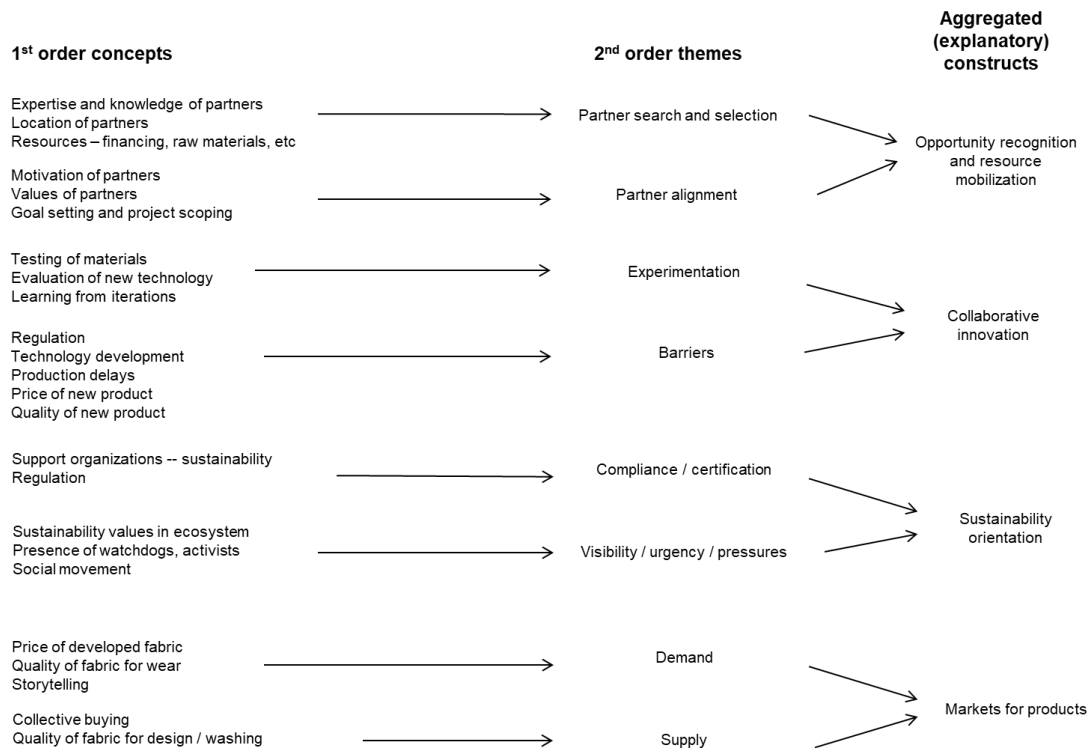 1st order concepts
2nd order themes
Aggregated
(explanatory)
constructs
Expertise and knowledge of partners
Location of partners
Resources – financing, raw materials, etc
Partner search and selection
Motivation of partners
Values of partners
Goal setting and project scoping
Partner alignment
Opportunity recognition
and resource
mobilization
Testing of materials
Evaluation of new technology
Learning from iterations
Experimentation
Regulation
Technology development
Production delays
Price of new product
Quality of new product
Barriers
Collaborative
innovation
Support organizations -- sustainability
Regulation
Compliance / certification
Sustainability values in ecosystem
Presence of watchdogs, activists
Social movement
Visibility / urgency / pressures
Sustainability
orientation
Price of developed fabric
Quality of fabric for wear
Storytelling
Demand
Collective buying
Quality of fabric for design / washing
Supply
Markets for products